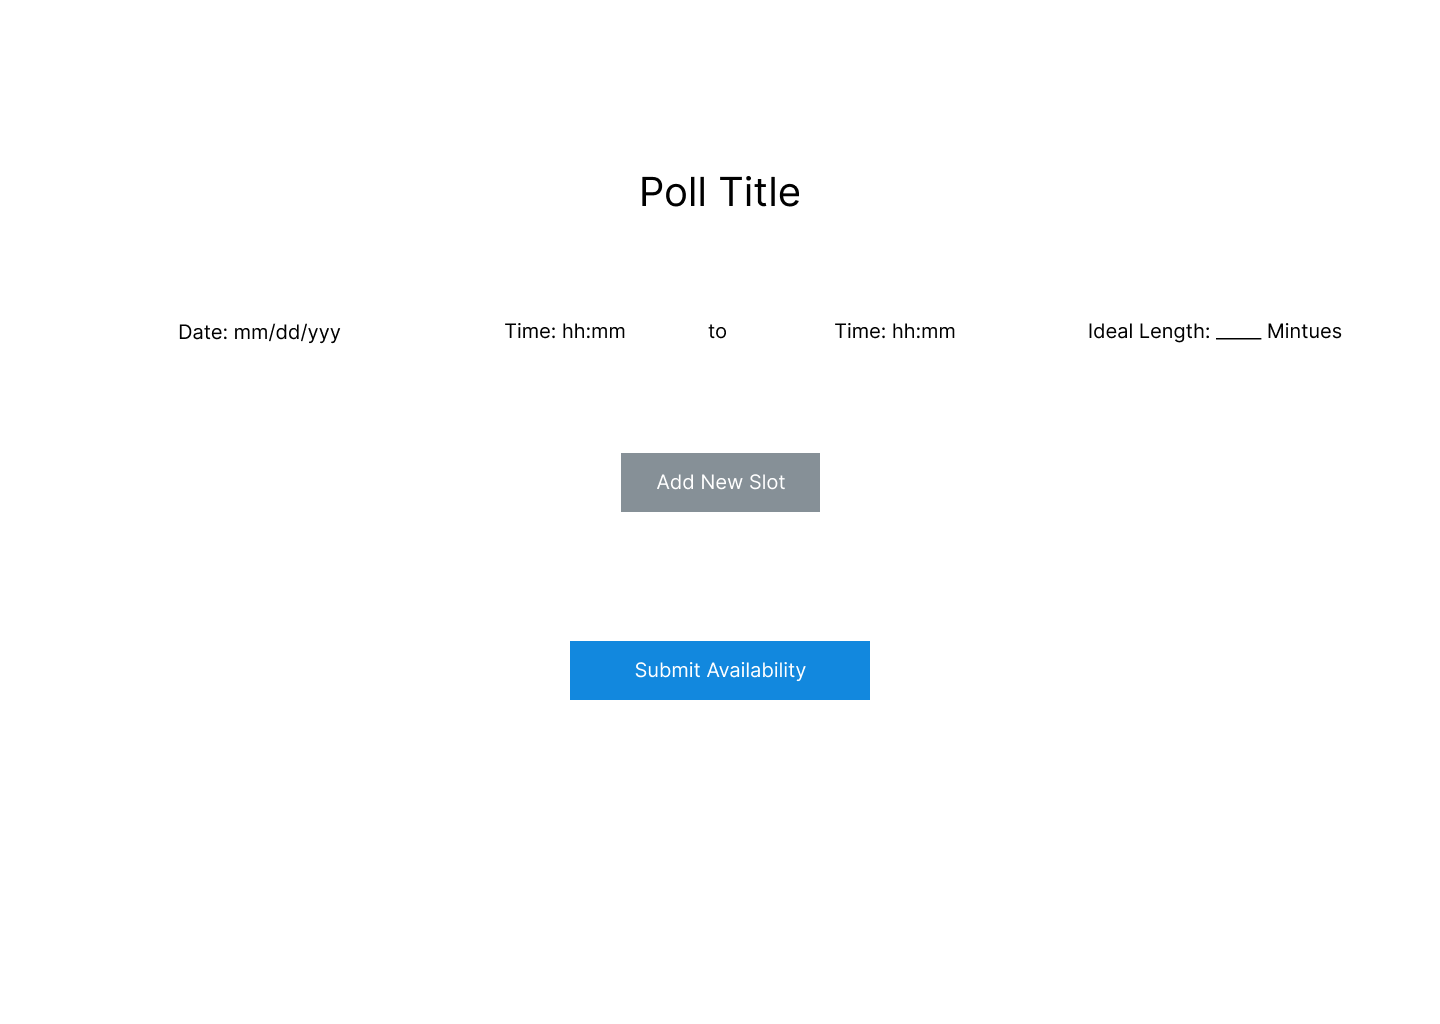 Poll Title
Date: mm/dd/yyy Time: hh:mm to Time: hh:mm Ideal Length: _____ Mintues
Add New Slot
Submit Availability